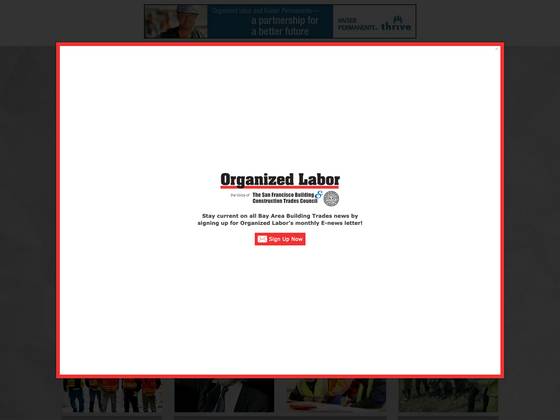 Organized Labor and Kaiser Permanente—
a partnership for
a better future
KAISER
PERMANENTE.
thrive
Organized Labor
the Voice of
The San Francisco Building &
Construction Trades Council
Stay current on all Bay Area Building Trades news by
signing up for Organized Labor's monthly E-news letter!
Sign Up Now